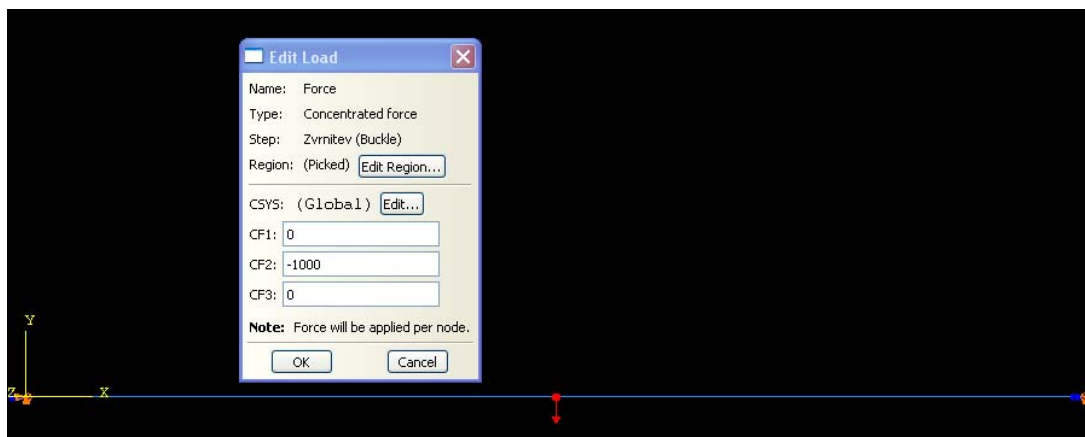 Edit Load
Name: Force
Type: Concentrated force
Step: Zvrnitev (Buckle)
Region: (Picked) Edit Region...
CSYS: (Global) Edit...
CF1: 0
CF2: -1000
CF3: 0
Note: Force will be applied per node.
OK Cancel
Y
Z X